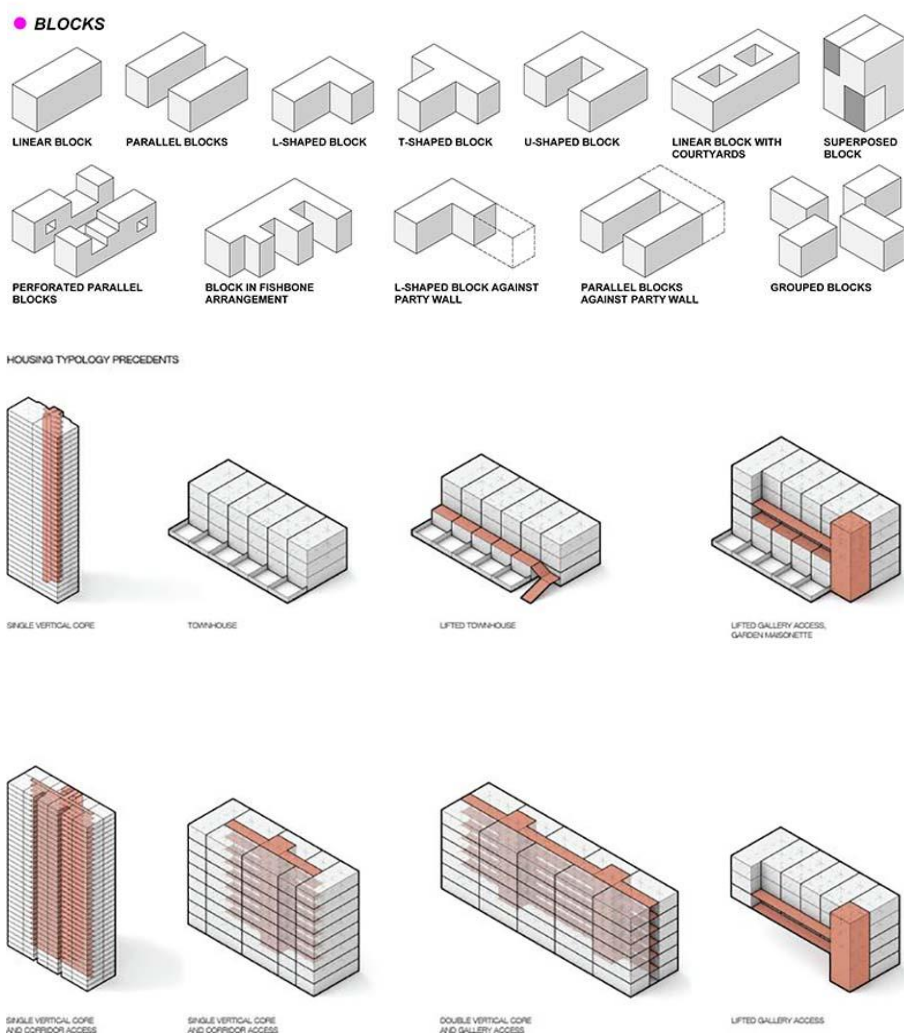 BLOCKS
LINEAR BLOCK
PARALLEL BLOCKS
L-SHAPED BLOCK
T-SHAPED BLOCK
U-SHAPED BLOCK
LINEAR BLOCK WITH
COURTYARDS
SUPERPOSED
BLOCK
PERFORATED PARALLEL
BLOCKS
BLOCK IN FISHBONE
ARRANGEMENT
L-SHAPED BLOCK AGAINST
PARTY WALL
PARALLEL BLOCKS
AGAINST PARTY WALL
GROUPED BLOCKS
HOUSING TYPOLOGY PRECEDENTS
SINGLE VERTICAL CORE
TOWNHOUSE
LIFTED TOWNHOUSE
LIFTED GALLERY ACCESS,
GARDEN MAISONETTE
SINGLE VERTICAL CORE
AND CORRIDOR ACCESS
SINGLE VERTICAL CORE
AND CORRIDOR ACCESS
DOUBLE VERTICAL CORE
AND GALLERY ACCESS
LIFTED GALLERY ACCESS